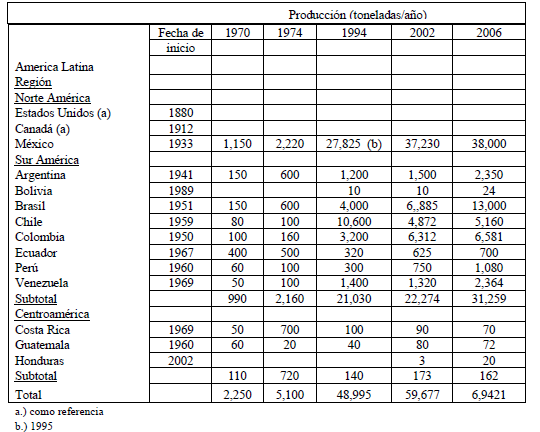 Producción (toneladas/año)
Fecha de inicio 1970 1974 1994 2002 2006
America Latina
Región
Norte América
Estados Unidos (a) 1880
Canadá (a) 1912
México 1933 1,150 2,220 27,825 (b) 37,230 38,000
Sur América
Argentina 1941 150 600 1,200 1,500 2,350
Bolivia 1989 10 10 24
Brasil 1951 150 600 4,000 6,,885 13,000
Chile 1959 80 100 10,600 4,872 5,160
Colombia 1950 100 160 3,200 6,312 6,581
Ecuador 1967 400 500 320 625 700
Perú 1960 60 100 300 750 1,080
Venezuela 1969 50 100 1,400 1,320 2,364
Subtotal 990 2,160 21,030 22,274 31,259
Centroamérica
Costa Rica 1969 50 700 100 90 70
Guatemala 1960 60 20 40 80 72
Honduras 2002 3 20
Subtotal 110 720 140 173 162
Total 2,250 5,100 48,995 59,677 6,9421
a.) como referencia
b.) 1995